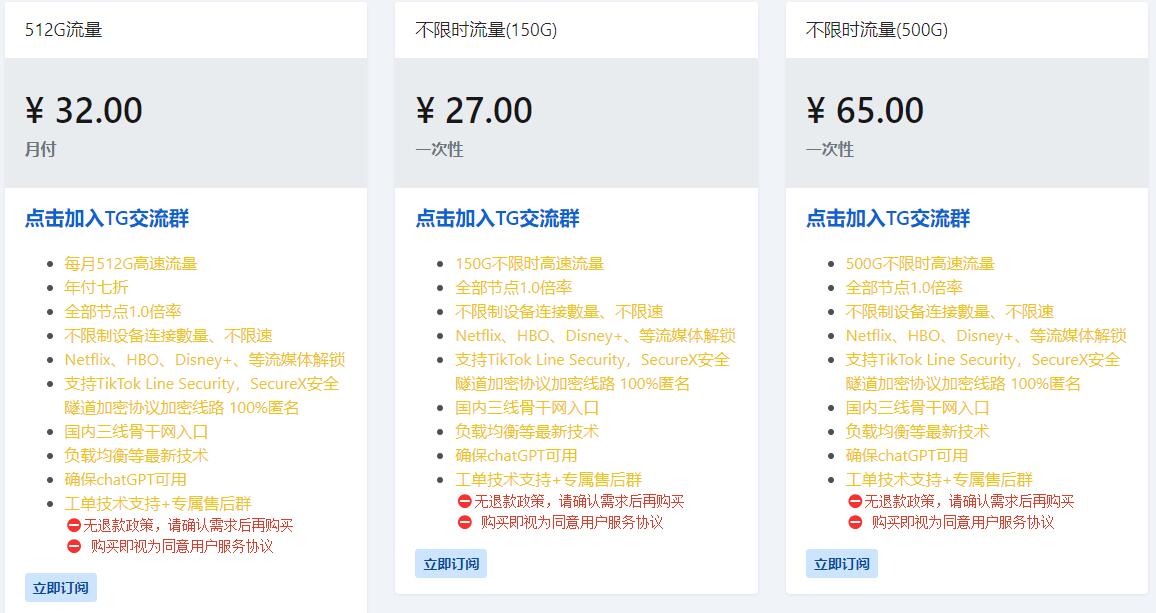 512G流量
¥ 32.00
月付
点击加入TG交流群
每月512G高速流量
年付七折
全部节点1.0倍率
不限制设备连接數量、不限速
Netflix、HBO、Disney+、等流媒体解锁
支持TikTok Line Security，SecureX安全
隧道加密协议加密线路 100%匿名
国内三线骨干网入口
负载均衡等最新技术
确保chatGPT可用
工单技术支持+专属售后群
⛔无退款政策，请确认需求后再购买
⛔ 购买即视为同意用户服务协议
立即订阅
不限时流量(150G)
¥ 27.00
一次性
点击加入TG交流群
150G不限时高速流量
全部节点1.0倍率
不限制设备连接數量、不限速
Netflix、HBO、Disney+、等流媒体解锁
支持TikTok Line Security，SecureX安全
隧道加密协议加密线路 100%匿名
国内三线骨干网入口
负载均衡等最新技术
确保chatGPT可用
工单技术支持+专属售后群
⛔无退款政策，请确认需求后再购买
⛔ 购买即视为同意用户服务协议
立即订阅
不限时流量(500G)
¥ 65.00
一次性
点击加入TG交流群
500G不限时高速流量
全部节点1.0倍率
不限制设备连接數量、不限速
Netflix、HBO、Disney+、等流媒体解锁
支持TikTok Line Security，SecureX安全
隧道加密协议加密线路 100%匿名
国内三线骨干网入口
负载均衡等最新技术
确保chatGPT可用
工单技术支持+专属售后群
⛔无退款政策，请确认需求后再购买
⛔ 购买即视为同意用户服务协议
立即订阅